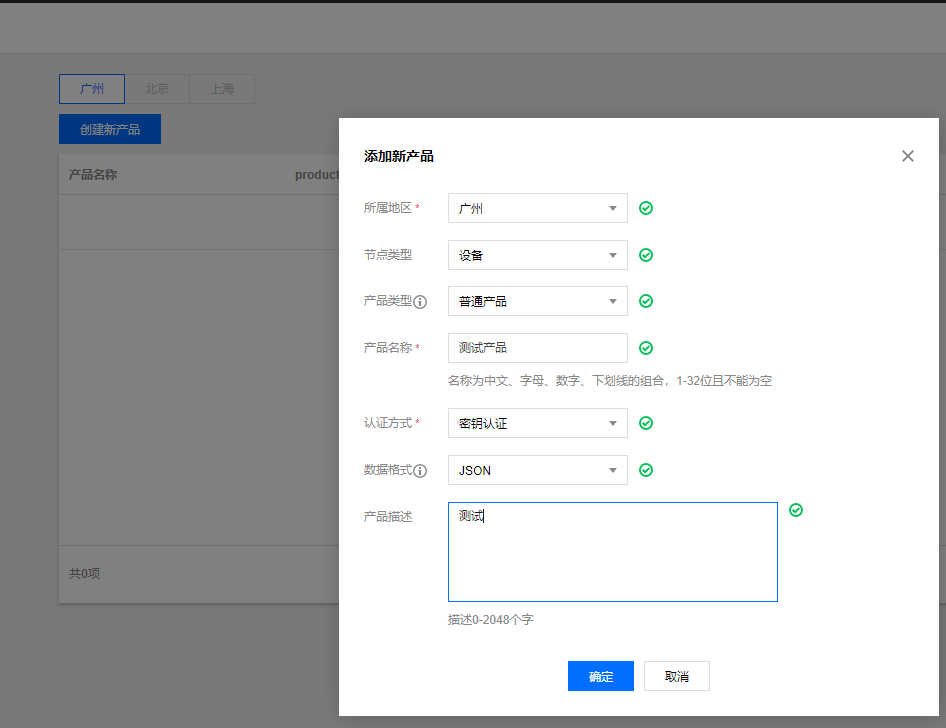 广州 北京 上海
创建新产品
产品名称 product
共0项
添加新产品
所属地区 * 广州
节点类型 设备
产品类型 普通产品
产品名称 * 测试产品
名称为中文、字母、数字、下划线的组合，1-32位且不能为空
认证方式 * 密钥认证
数据格式 JSON
产品描述 测试
描述0-2048个字
确定 取消